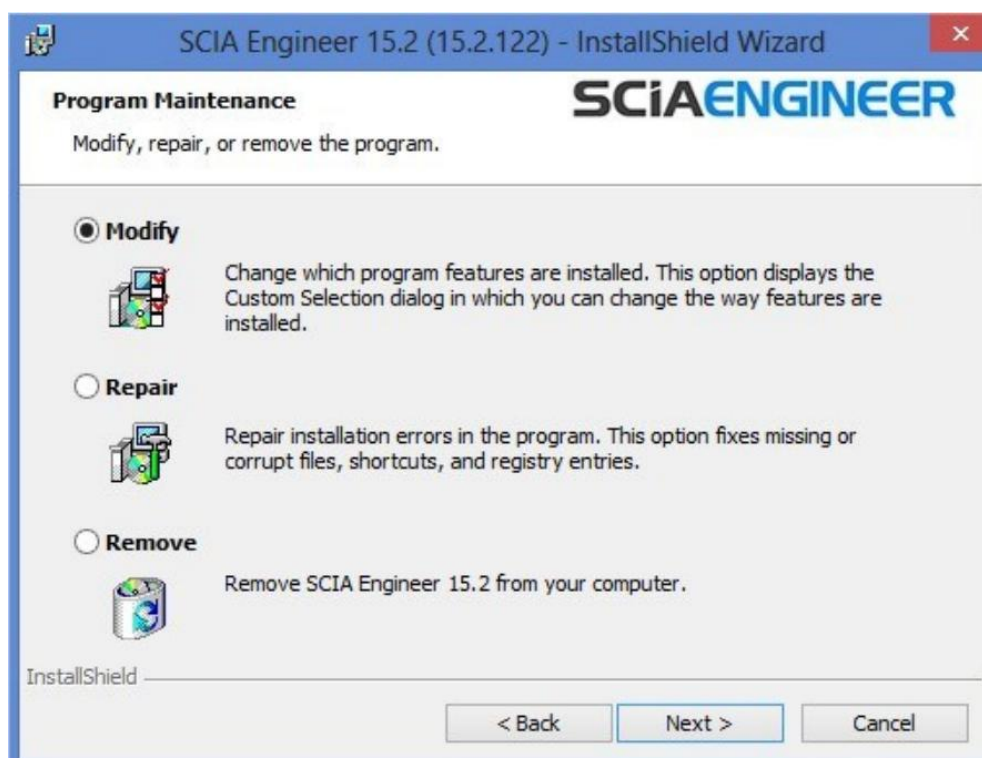 SCIA Engineer 15.2 (15.2.122) - InstallShield Wizard
Program Maintenance
SCiAENGINEER
Modify, repair, or remove the program.
Modify
Change which program features are installed. This option displays the
Custom Selection dialog in which you can change the way features are
installed.
Repair
Repair installation errors in the program. This option fixes missing or
corrupt files, shortcuts, and registry entries.
Remove
Remove SCIA Engineer 15.2 from your computer.
InstallShield
< Back
Next >
Cancel